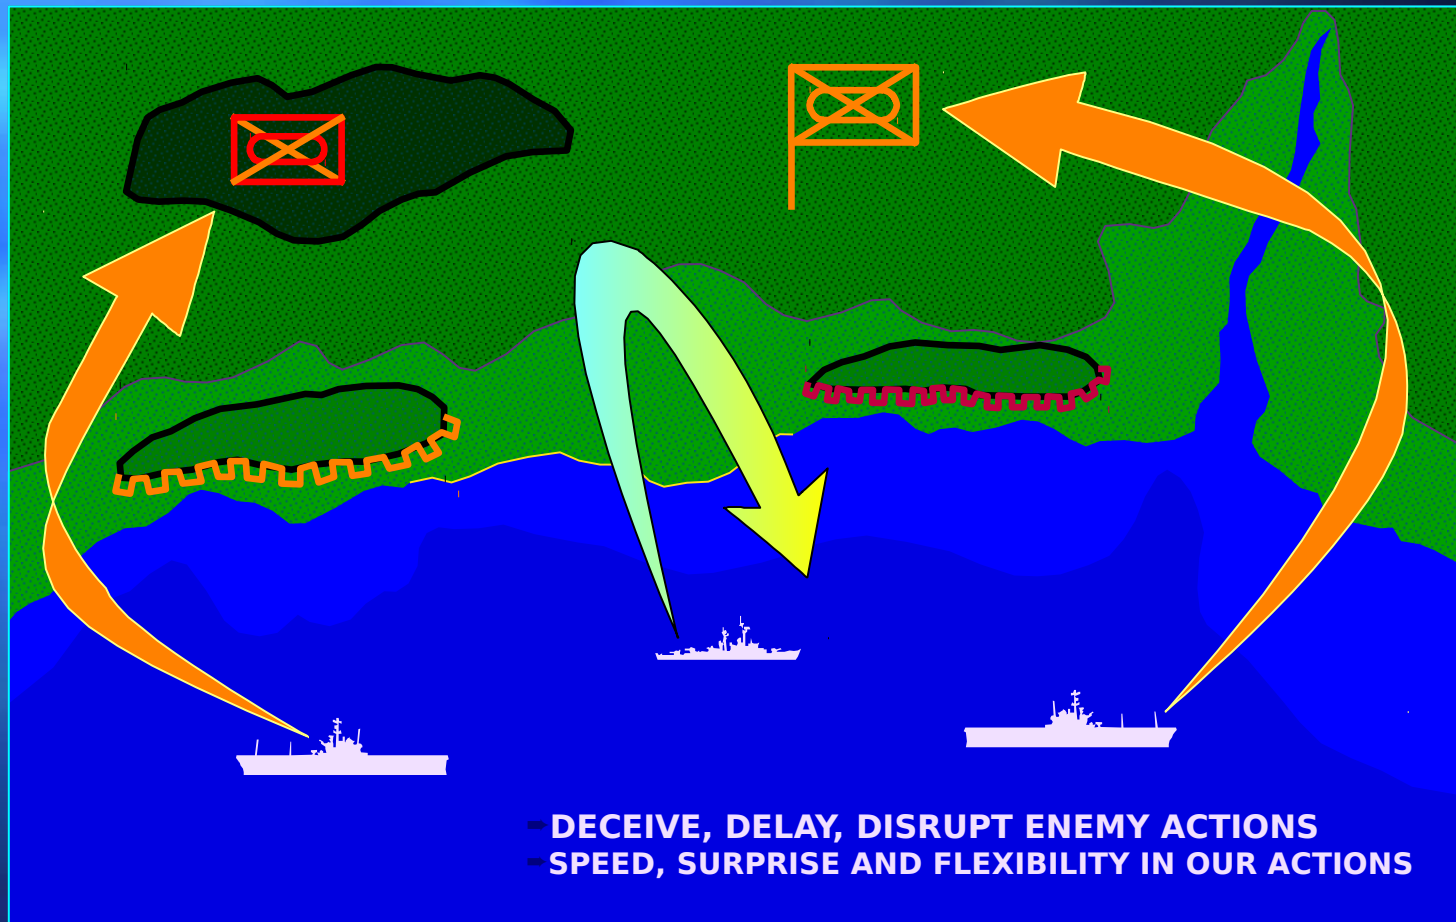 -DECEIVE, DELAY, DISRUPT ENEMY ACTIONS
-SPEED, SURPRISE AND FLEXIBILITY IN OUR ACTIONS